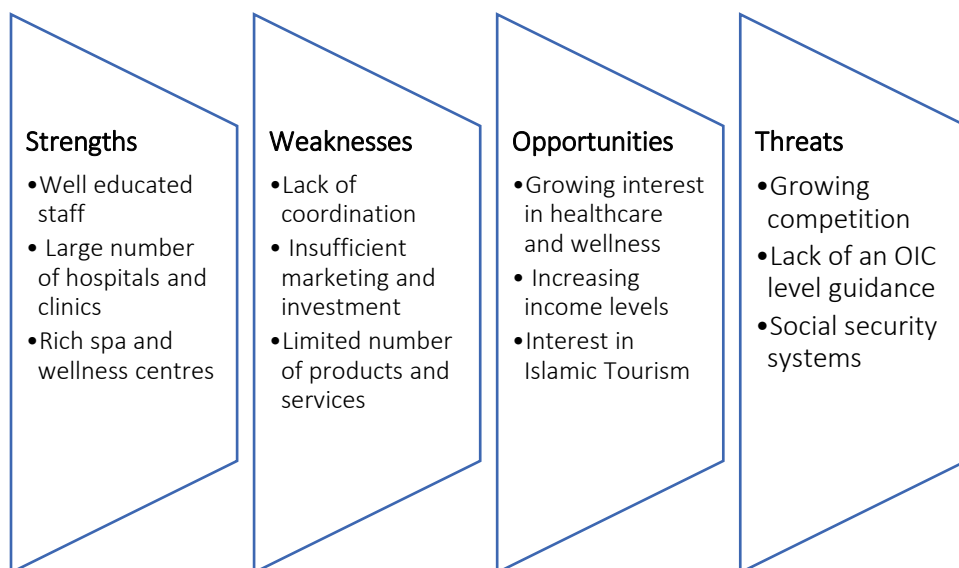 Strengths
•Well educated
staff
• Large number
of hospitals and
clinics
•Rich spa and
wellness centres
Weaknesses
•Lack of
coordination
• Insufficient
marketing and
investment
•Limited number
of products and
services
Opportunities
•Growing interest
in healthcare
and wellness
• Increasing
income levels
•Interest in
Islamic Tourism
Threats
•Growing
competition
•Lack of an OIC
level guidance
•Social security
systems